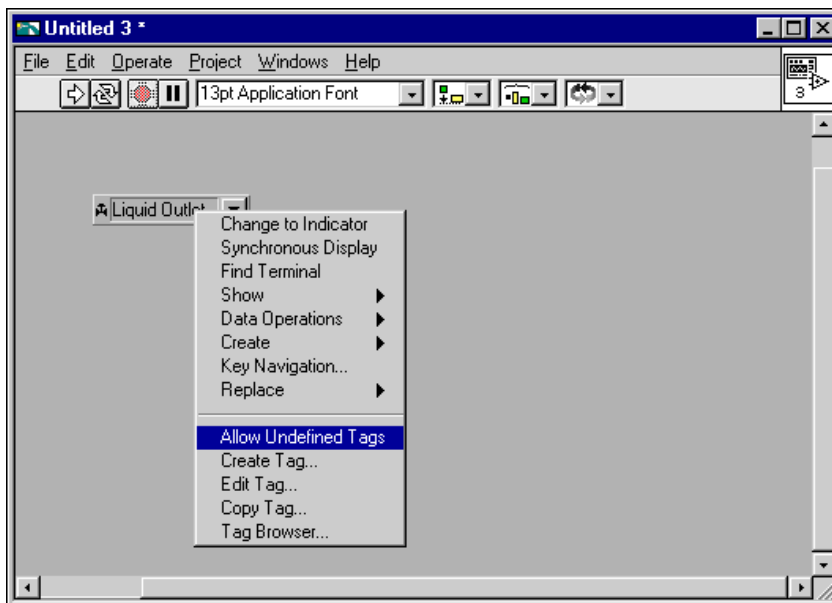 Untitled 3 *
File Edit Operate Project Windows Help
13pt Application Font
3
Liquid Outlet
Change to Indicator
Synchronous Display
Find Terminal
Show
Data Operations
Create
Key Navigation...
Replace
Allow Undefined Tags
Create Tag...
Edit Tag...
Copy Tag...
Tag Browser...